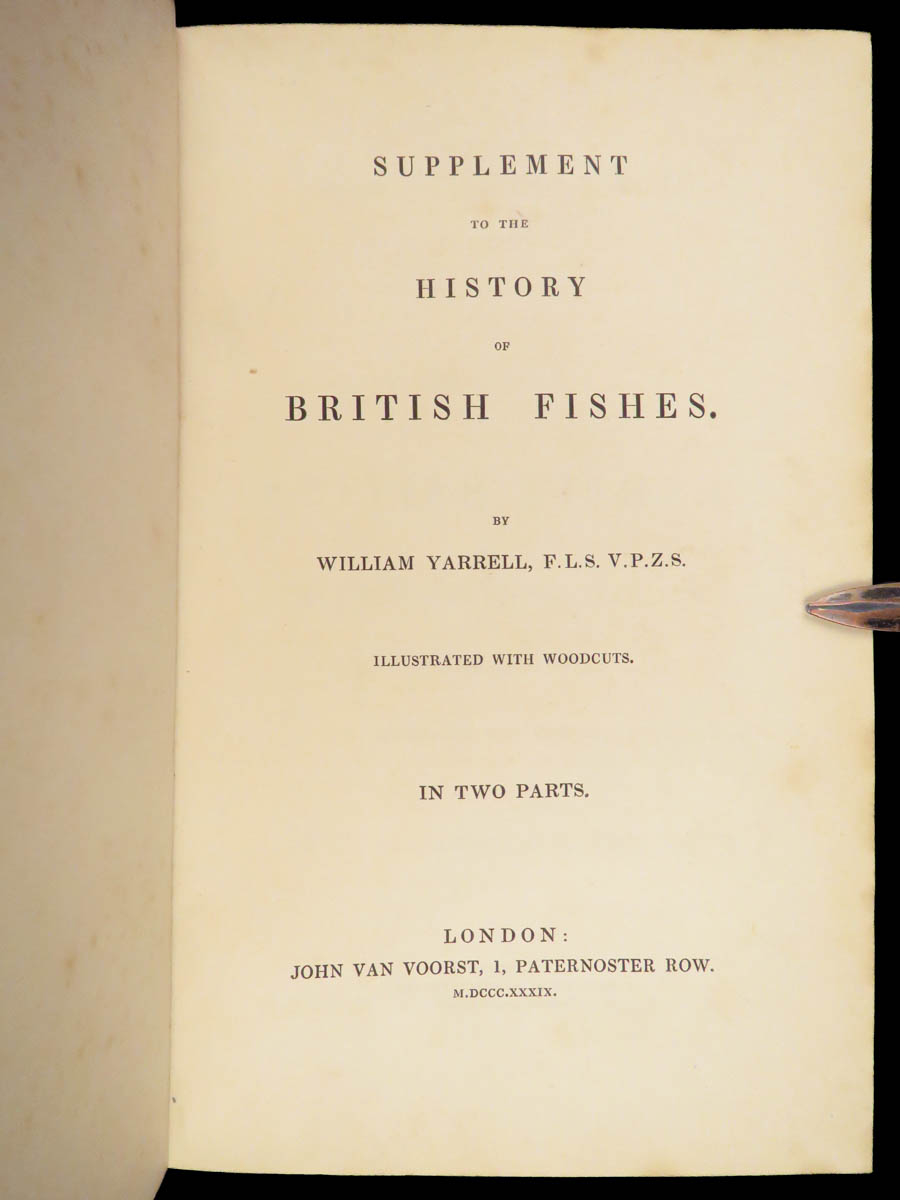 SUPPLEMENT
TO THE
HISTORY
OF
BRITISH FISHES.
BY
WILLIAM YARRELL, F.L.S. V.P.Z.S.
ILLUSTRATED WITH WOODCUTS.
IN TWO PARTS.
LONDON:
JOHN VAN VOORST, 1, PATERNOSTER ROW.
M.DCCC.XXXIX.